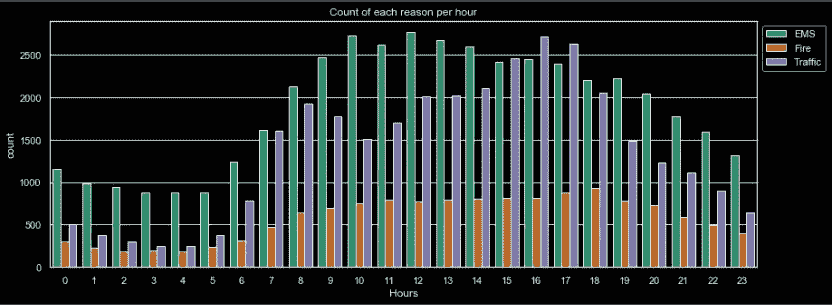 Count of each reason per hour
EMS
Fire
Traffic
2500
2000
1500
1000
500
0
count
0 1 2 3 4 5 6 7 8 9 10 11 12 13 14 15 16 17 18 19 20 21 22 23
Hours